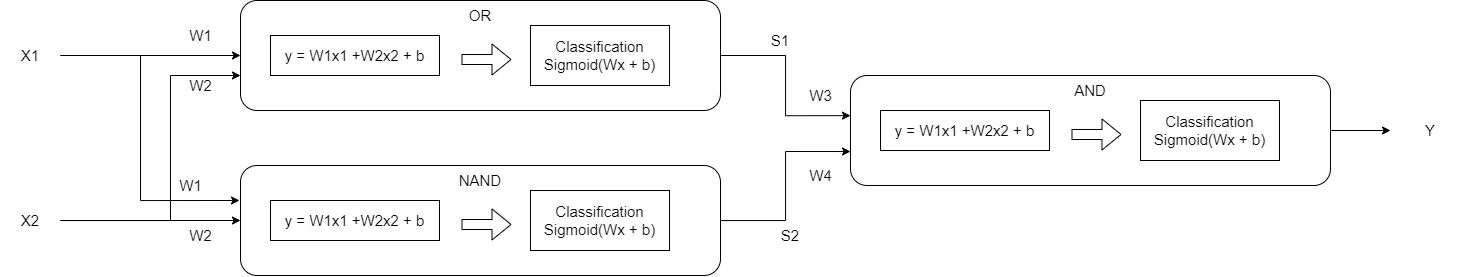 X1
W1
W2
OR
y = W1x1 +W2x2 + b
Classification
Sigmoid(Wx + b)
S1
X2
W1
W2
NAND
y = W1x1 +W2x2 + b
Classification
Sigmoid(Wx + b)
S2
W3
W4
AND
y = W1x1 +W2x2 + b
Classification
Sigmoid(Wx + b)
Y